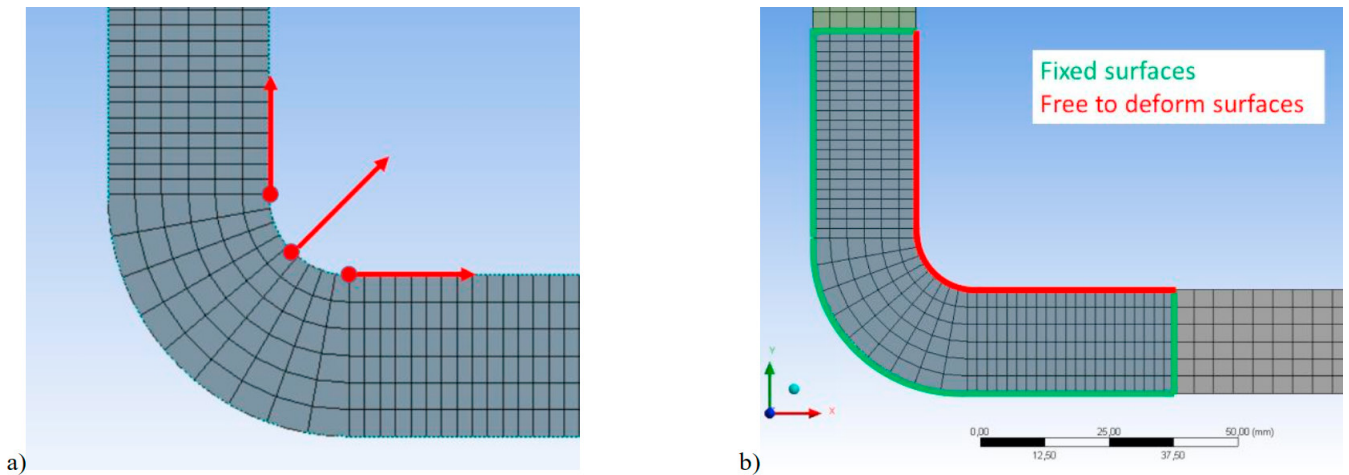 Fixed surfaces
Free to deform surfaces
Y
X
0,00
25,00
50,00 (mm)
12,50
37,50
a)
b)